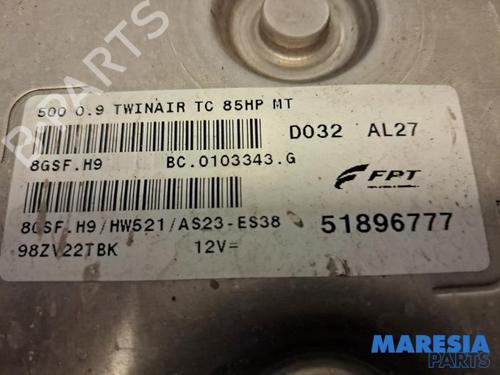 500 0.9 TWINAIR TC 85HP MT
D032 AL27
8GSF.H9 BC.0103343.G
FPT
8GSF.H9/HW521/AS23-ES38 51896777
98ZV22TBK 12V=
MARESIA
PARTS